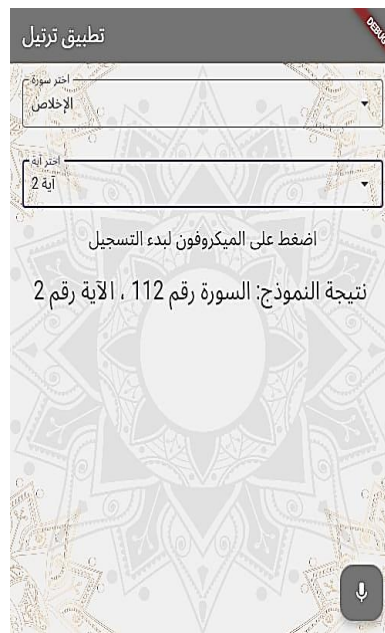 DEBUG
تطبيق ترتيل
اختر سورة
الإخلاص
اختر آية
آية 2
اضغط على الميكروفون لبدء التسجيل
نتيجة النموذج: السورة رقم 112 ، الآية رقم 2